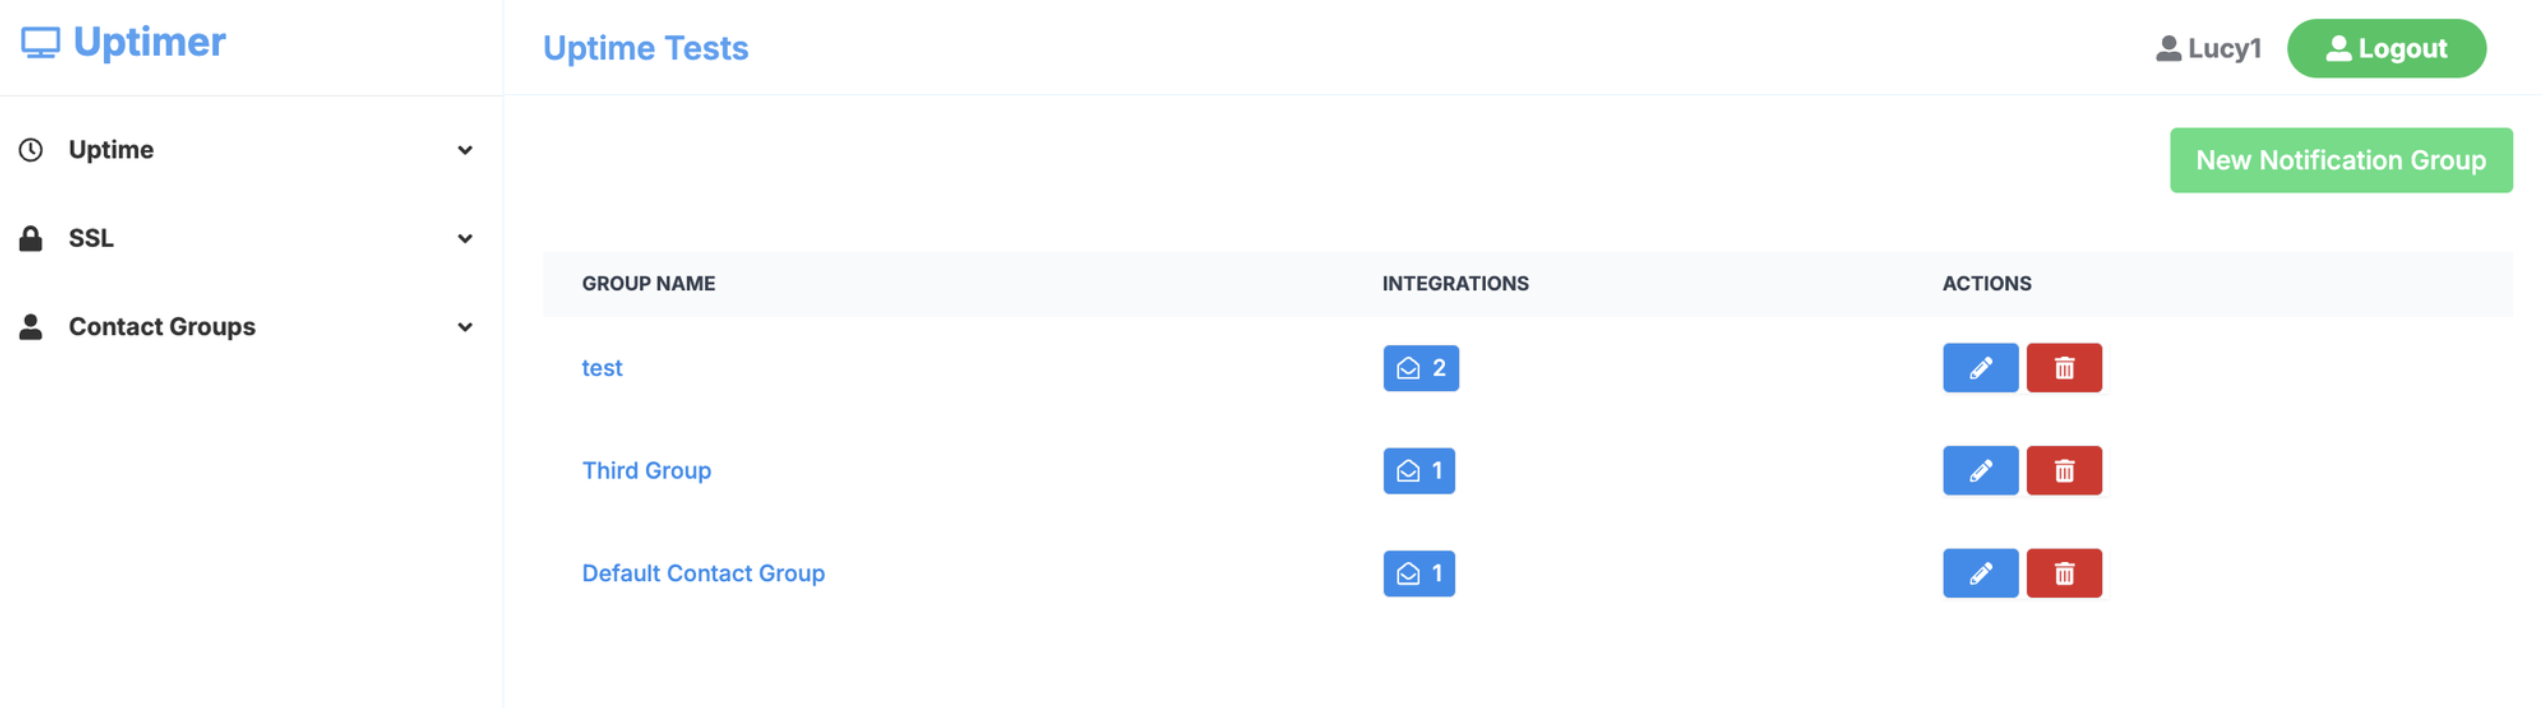 Uptimer
Uptime Tests
Lucy1
Logout
Uptime
SSL
Contact Groups
New Notification Group
GROUP NAME INTEGRATIONS ACTIONS
test 2
Third Group 1
Default Contact Group 1